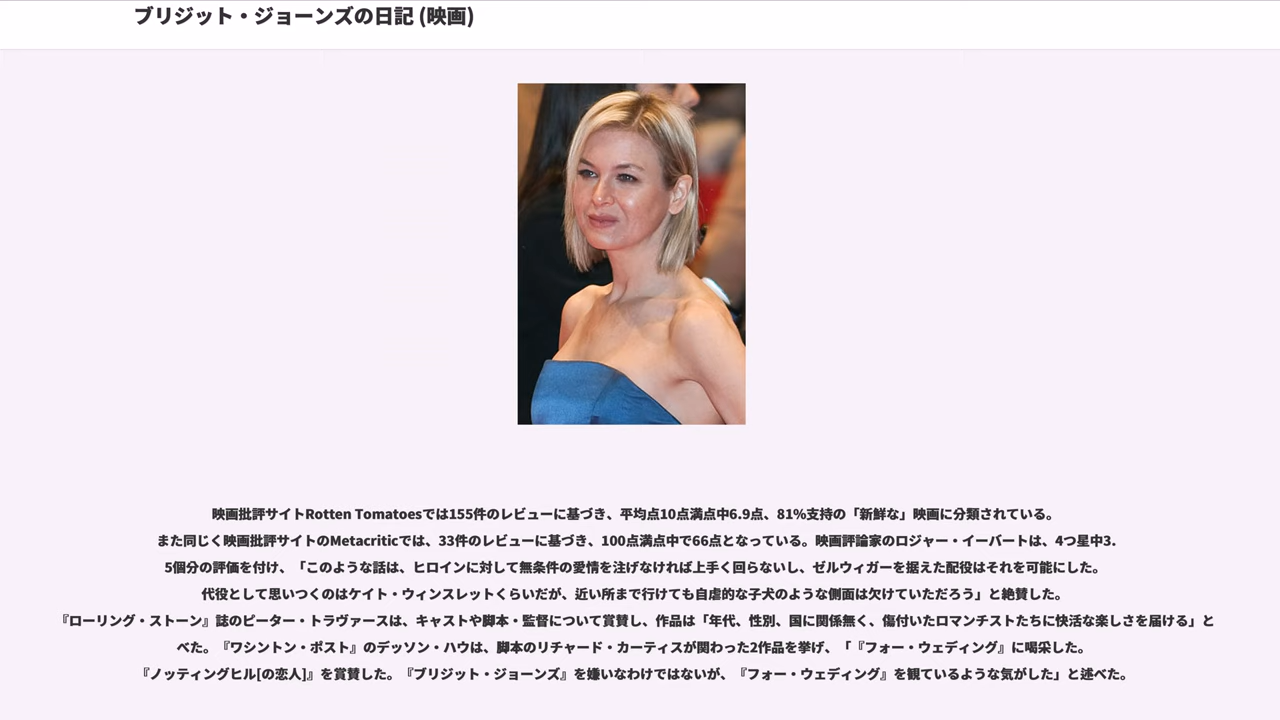 ブリジット・ジョーンズの日記 (映画)
映画批評サイトRotten Tomatoesでは155件のレビューに基づき、平均点10点満点中6.9点、81%支持の「新鮮な」映画に分類されている。
また同じく映画批評サイトのMetacriticでは、33件のレビューに基づき、100点満点中で66点となっている。映画評論家のロジャー・イーバートは、4つ星中3.
5個分の評価を付け、「このような話は、ヒロインに対して無条件の愛情を注げなければ上手く回らないし、ゼルウィガーを据えた配役はそれを可能にした。
代役として思いつくのはケイト・ウィンスレットくらいだが、近い所まで行けても自虐的な子犬のような側面は欠けていただろう」と絶賛した。
『ローリング・ストーン』誌のピーター・トラヴァースは、キャストや脚本・監督について賞賛し、作品は「年代、性別、国に関係無く、傷付いたロマンチストたちに快活な楽しさを届ける」と
べた。『ワシントン・ポスト』のデッソン・ハウは、脚本のリチャード・カーティスが関わった2作品を挙げ、「『フォー・ウェディング』に喝采した。
『ノッティングヒル[の恋人]』を賞賛した。『ブリジット・ジョーンズ』を嫌いなわけではないが、『フォー・ウェディング』を観ているような気がした」と述べた。